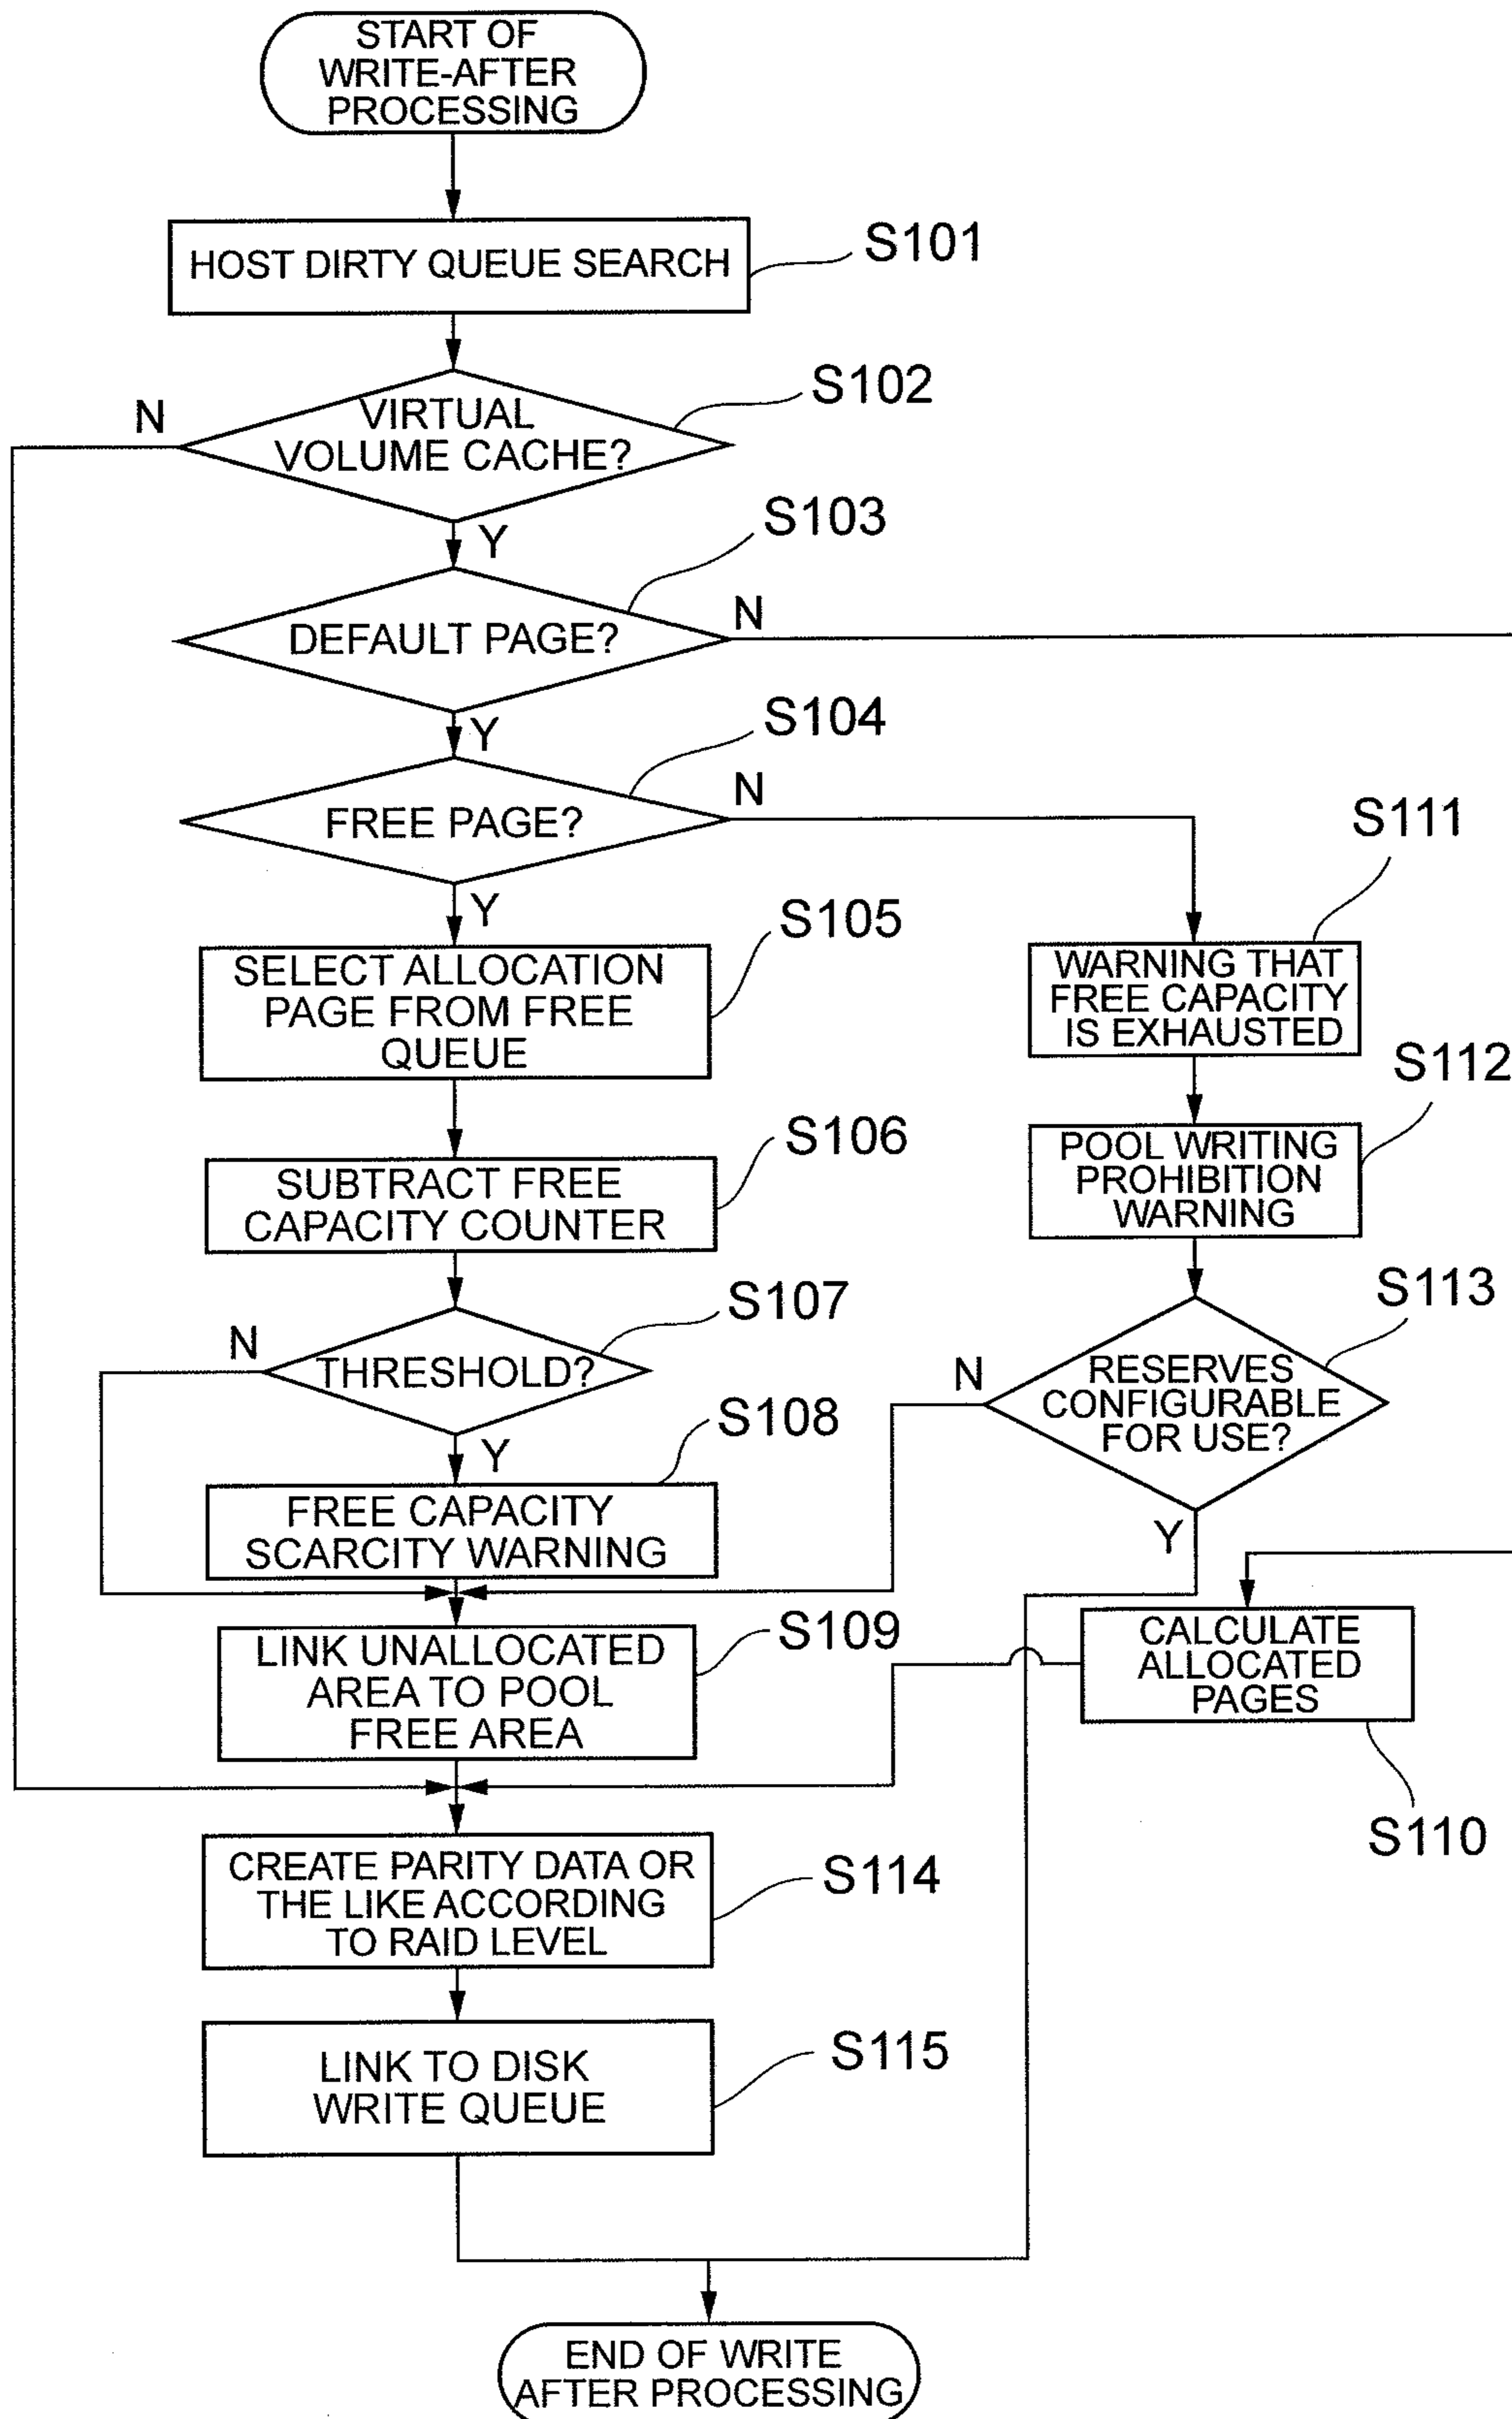 START OF
WRITE-AFTER
PROCESSING
HOST DIRTY QUEUE SEARCH
S101
VIRTUAL
VOLUME CACHE?
S102
N
Y
DEFAULT PAGE?
S103
N
Y
FREE PAGE?
S104
N
Y
SELECT ALLOCATION
PAGE FROM FREE
QUEUE
S105
SUBTRACT FREE
CAPACITY COUNTER
S106
THRESHOLD?
S107
N
Y
FREE CAPACITY
SCARCITY WARNING
S108
LINK UNALLOCATED
AREA TO POOL
FREE AREA
S109
WARNING THAT
FREE CAPACITY
IS EXHAUSTED
S111
POOL WRITING
PROHIBITION
WARNING
S112
RESERVES
CONFIGURABLE
FOR USE?
S113
N
Y
CALCULATE
ALLOCATED
PAGES
S110
CREATE PARITY DATA OR
THE LIKE ACCORDING
TO RAID LEVEL
S114
LINK TO DISK
WRITE QUEUE
S115
END OF WRITE
AFTER PROCESSING